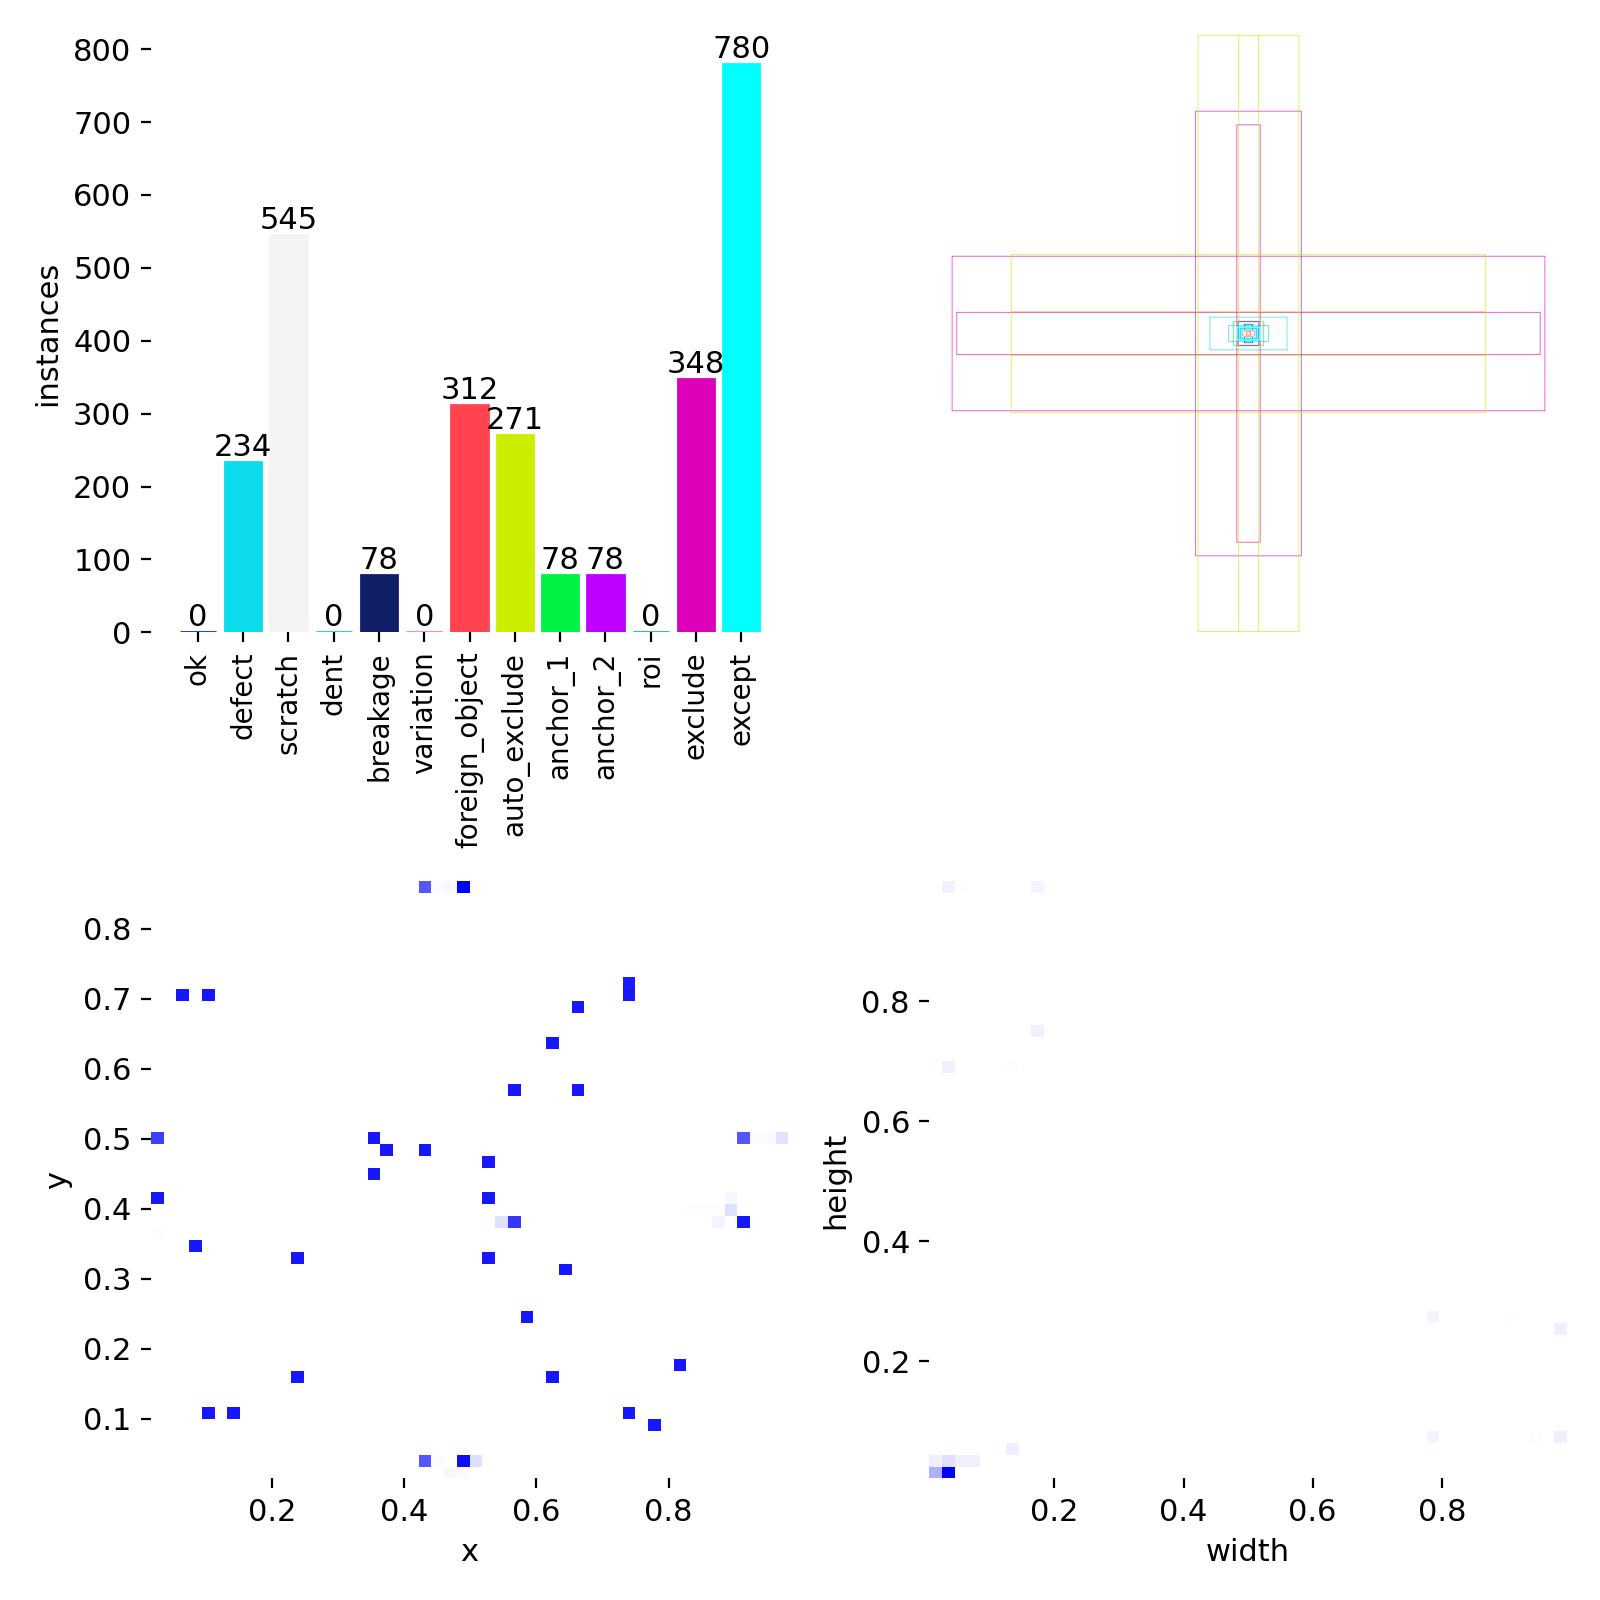 800
700
600
500
400
300
200
100
0
instances
0
234
545
0
78
0
312
271
78
78
0
348
780
ok
defect
scratch
dent
breakage
variation
foreign_object
auto_exclude
anchor_1
anchor_2
roi
exclude
except
0.8
0.7
0.6
0.5
0.4
0.3
0.2
0.1
y
0.2
0.4
0.6
0.8
x
0.8
0.6
0.4
0.2
height
0.2
0.4
0.6
0.8
width